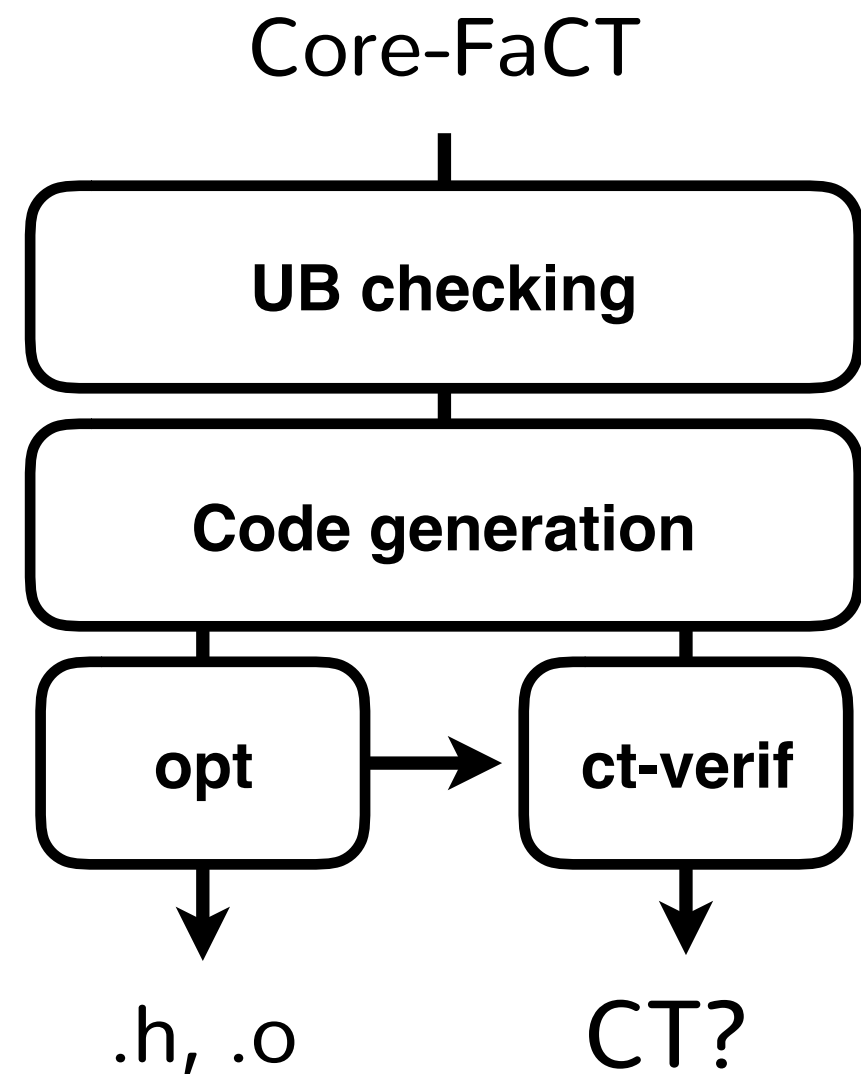 Core-FaCT
UB checking
Code generation
opt
ct-verif
.h, .o
CT?